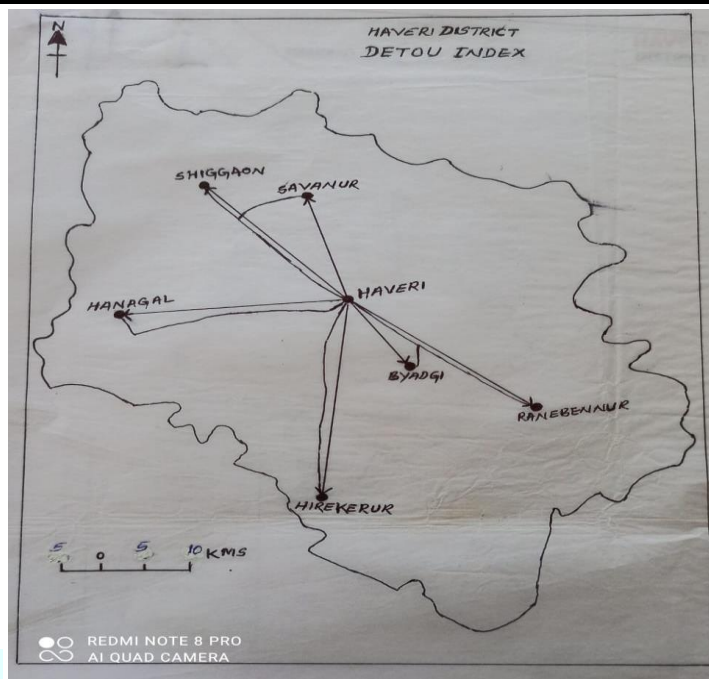 N
HAVERI DISTRICT
DETOU INDEX
SHIGGAON
SAVANUR
HAVERI
HANAGAL
BYADGI
RANEBENNUR
HIREKERUR
5 0 5 10 KMS
REDMI NOTE 8 PRO
AI QUAD CAMERA